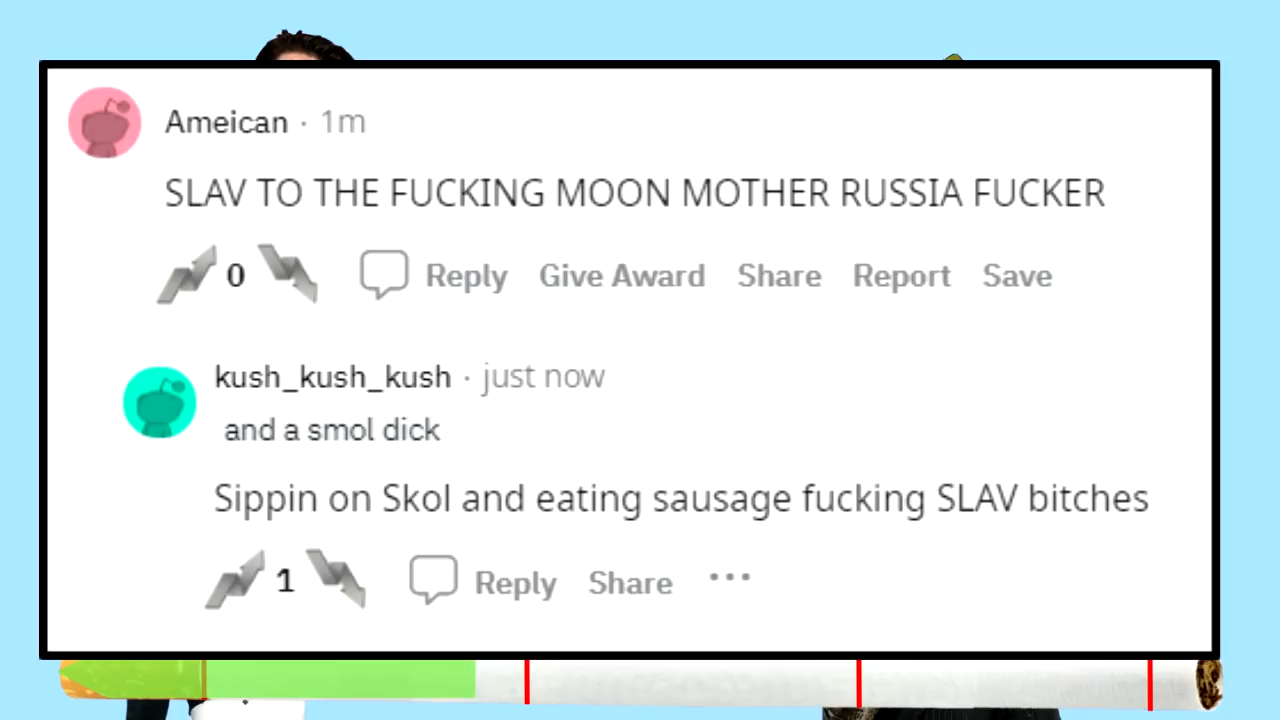 Ameican · 1m
SLAV TO THE FUCKING MOON MOTHER RUSSIA FUCKER
0 Reply Give Award Share Report Save
kush_kush_kush · just now
and a smol dick
Sippin on Skol and eating sausage fucking SLAV bitches
1 Reply Share ...